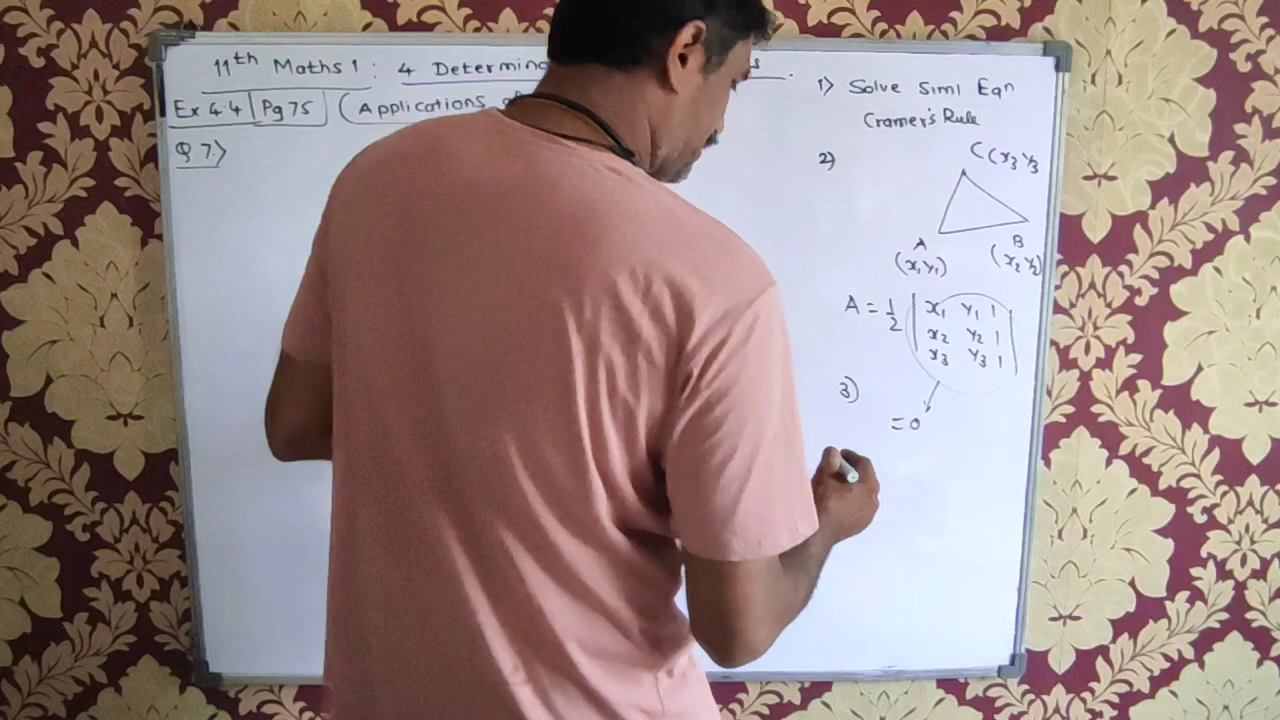 11th Maths 1 : 4 Determin
Ex 4.4 Pg 75 (Applications
Q 7.>
1> Solve Siml Eqn
Cramer's Rule
2)
C (x3 y3
A
(x1 y1)
B
(x2 y2)
A = 1/2 | x1 y1 1 |
x2 y2 1
x3 y3 1
3)
= 0